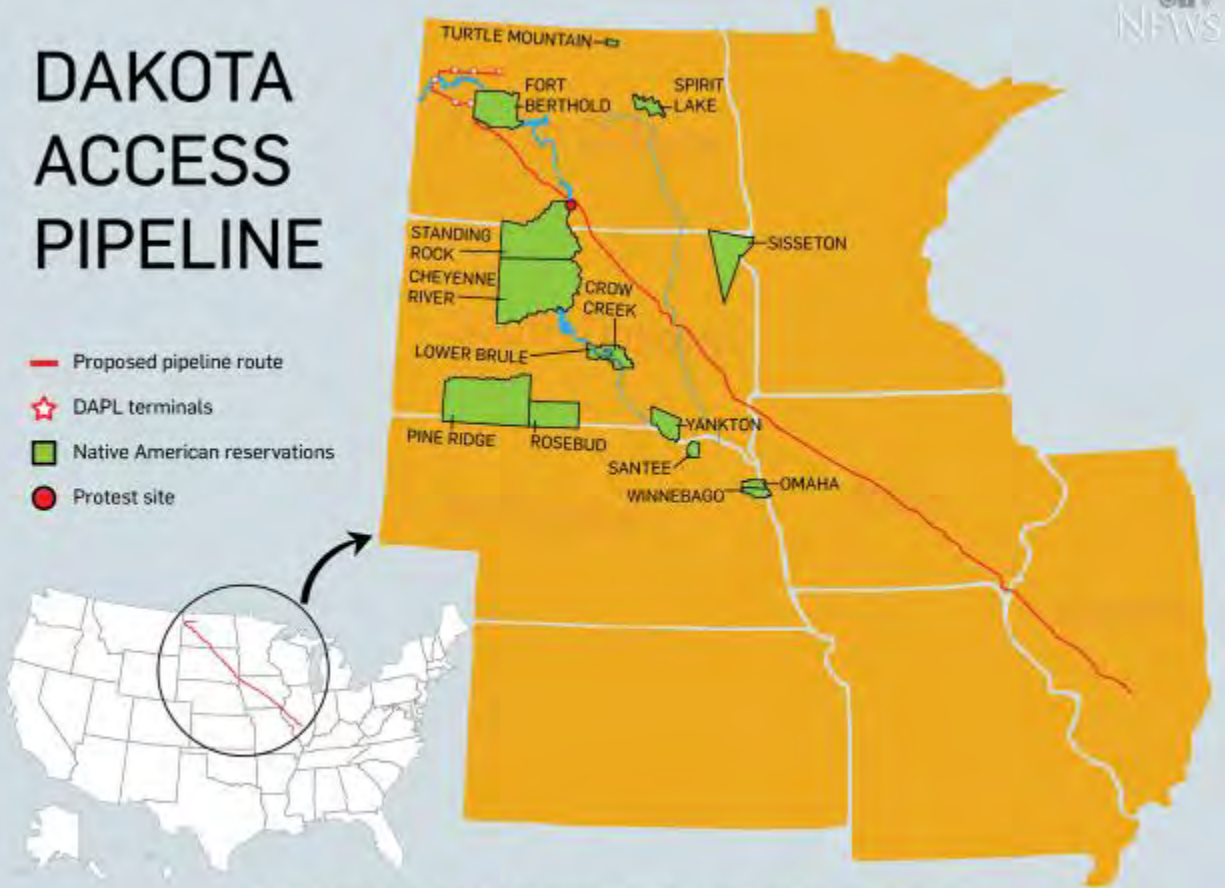 DAKOTA
ACCESS
PIPELINE
Proposed pipeline route
DAPL terminals
Native American reservations
Protest site
NEWS
TURTLE MOUNTAIN
FORT
BERTHOLD
SPIRIT
LAKE
STANDING
ROCK
CHEYENNE
RIVER
CROW
CREEK
SISSETON
LOWER BRULE
PINE RIDGE
ROSEBUD
YANKTON
SANTEE
WINNEBAGO
OMAHA